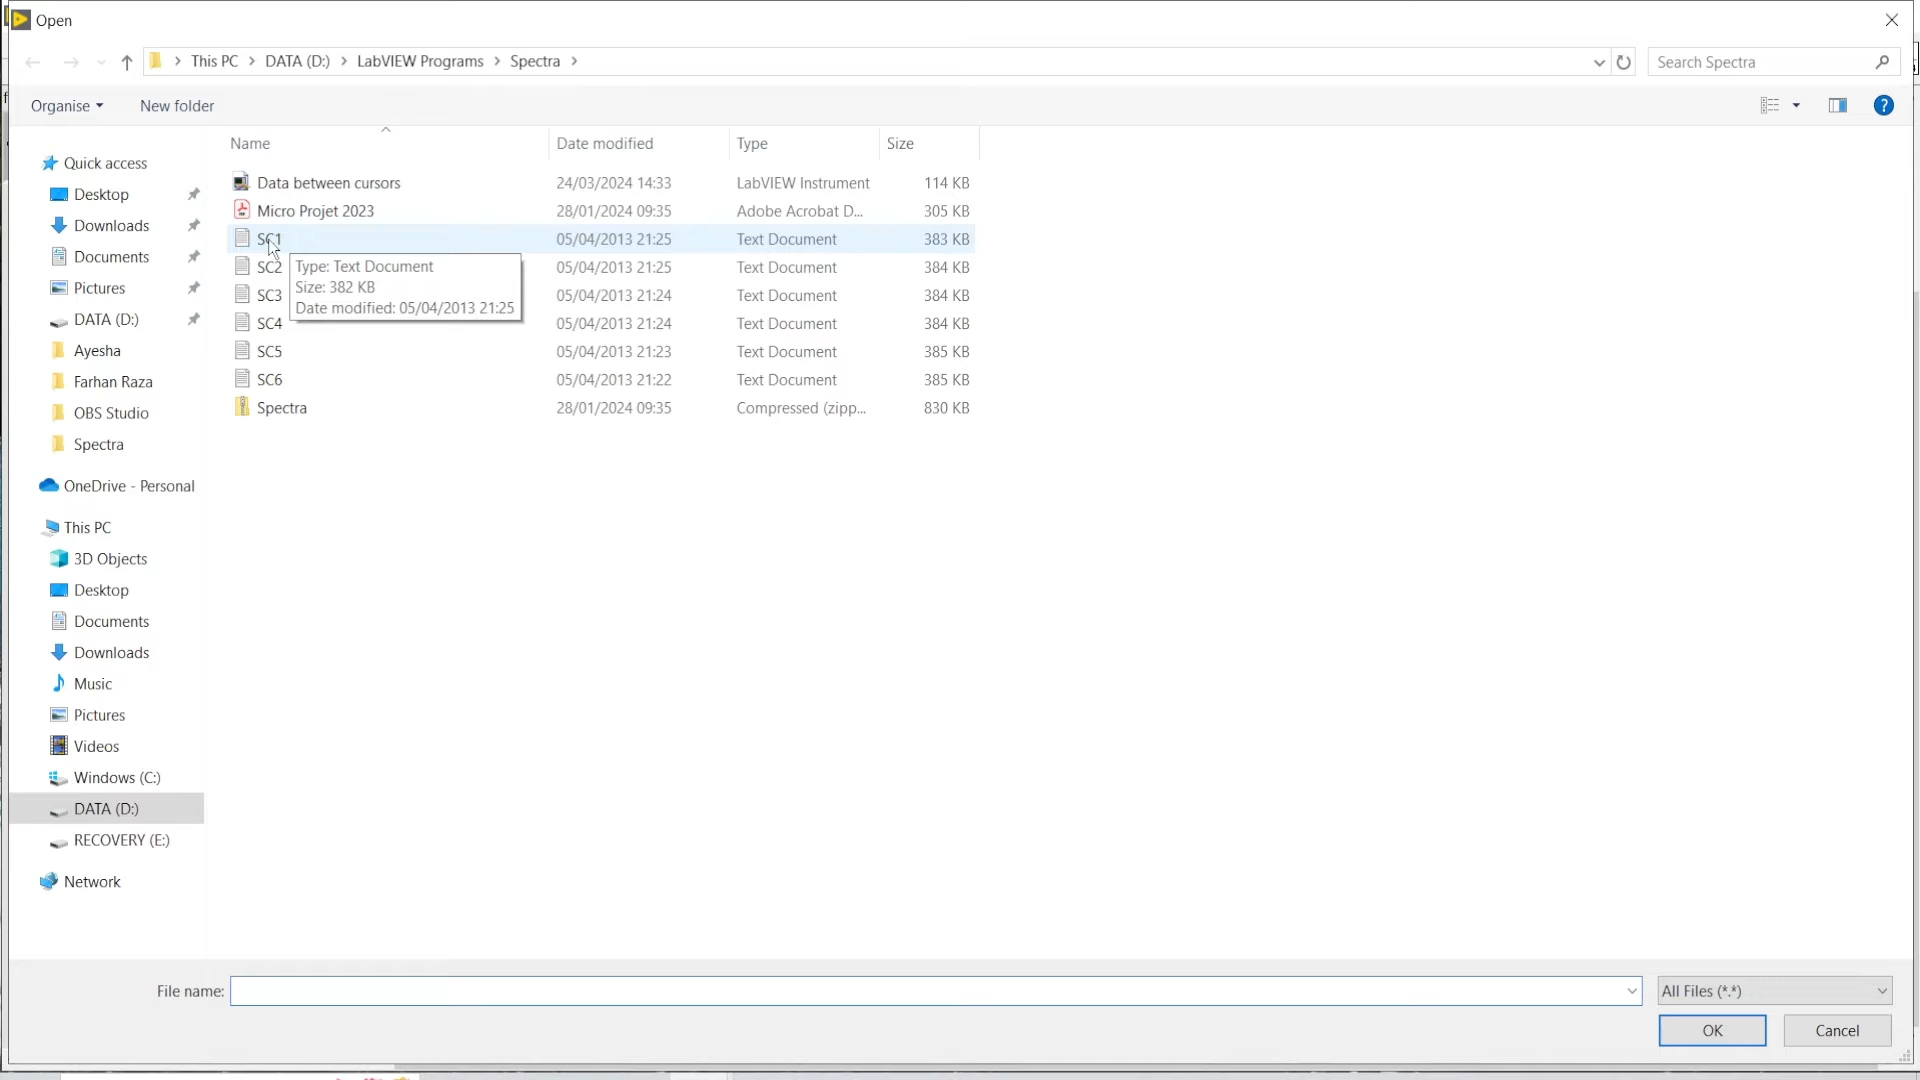 Open
This PC > DATA (D:) > LabVIEW Programs > Spectra >
Search Spectra
Organise
New folder
Name Date modified Type Size
Quick access
Desktop
Downloads
Documents
Pictures
DATA (D:)
Ayesha
Farhan Raza
OBS Studio
Spectra
OneDrive - Personal
This PC
3D Objects
Desktop
Documents
Downloads
Music
Pictures
Videos
Windows (C:)
DATA (D:)
RECOVERY (E:)
Network
Data between cursors 24/03/2024 14:33 LabVIEW Instrument 114 KB
Micro Projet 2023 28/01/2024 09:35 Adobe Acrobat D... 305 KB
SC1 05/04/2013 21:25 Text Document 383 KB
SC2 05/04/2013 21:25 Text Document 384 KB
SC3 05/04/2013 21:24 Text Document 384 KB
SC4 05/04/2013 21:24 Text Document 384 KB
SC5 05/04/2013 21:23 Text Document 385 KB
SC6 05/04/2013 21:22 Text Document 385 KB
Spectra 28/01/2024 09:35 Compressed (zipp... 830 KB
Type: Text Document
Size: 382 KB
Date modified: 05/04/2013 21:25
File name:
All Files (*.*)
OK
Cancel